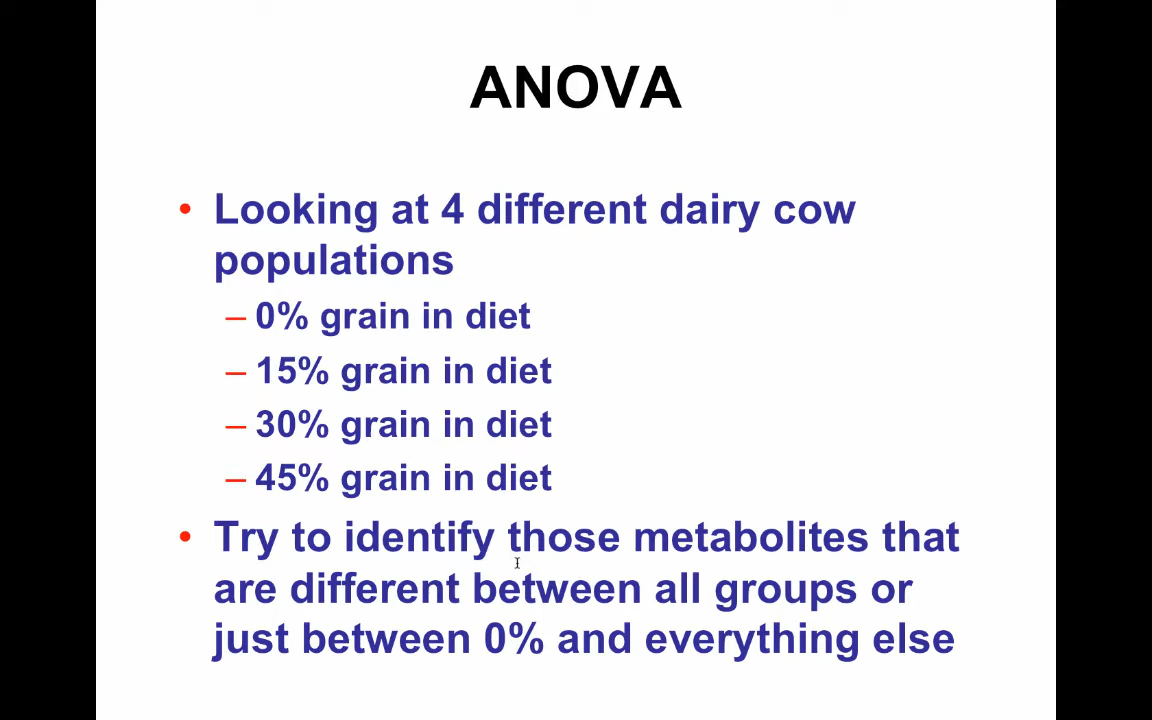 ANOVA
• Looking at 4 different dairy cow
populations
– 0% grain in diet
– 15% grain in diet
– 30% grain in diet
– 45% grain in diet
• Try to identify those metabolites that
are different between all groups or
just between 0% and everything else